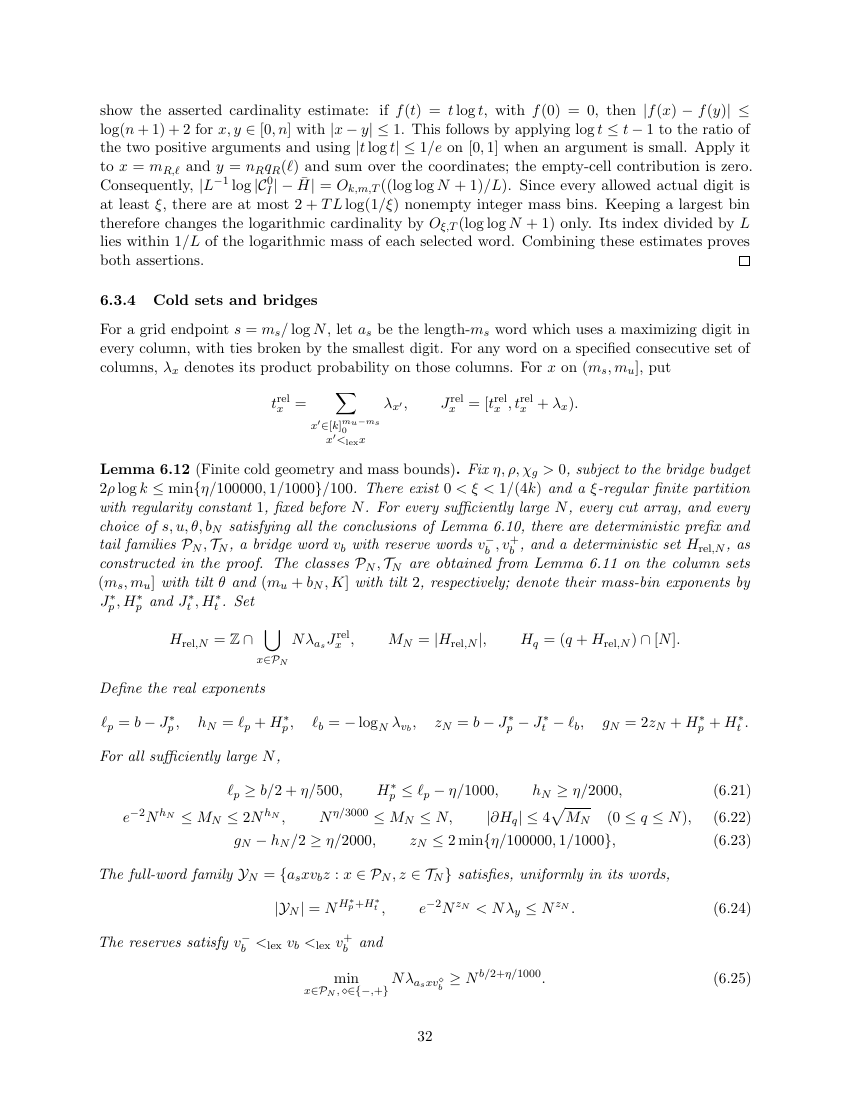 show the asserted cardinality estimate: if f(t) = t log t, with f(0) = 0, then |f(x) − f(y)| ≤
log(n + 1) + 2 for x, y ∈ [0, n] with |x − y| ≤ 1. This follows by applying log t ≤ t − 1 to the ratio of
the two positive arguments and using |t log t| ≤ 1/e on [0, 1] when an argument is small. Apply it
to x = m_{R,ℓ} and y = n_R q_R(ℓ) and sum over the coordinates; the empty-cell contribution is zero.
Consequently, |L^{−1} log |C_I^0| − H̄| = O_{k,m,T}((log log N + 1)/L). Since every allowed actual digit is
at least ξ, there are at most 2 + TL log(1/ξ) nonempty integer mass bins. Keeping a largest bin
therefore changes the logarithmic cardinality by O_{ξ,T}(log log N + 1) only. Its index divided by L
lies within 1/L of the logarithmic mass of each selected word. Combining these estimates proves
both assertions. □
6.3.4 Cold sets and bridges
For a grid endpoint s = m_s/ log N, let a_s be the length-m_s word which uses a maximizing digit in
every column, with ties broken by the smallest digit. For any word on a specified consecutive set of
columns, λ_x denotes its product probability on those columns. For x on (m_s, m_u], put
t_x^{rel} = ∑_{x′∈[k]_0^{m_u−m_s}, x′<_{lex}x} λ_{x′}, J_x^{rel} = [t_x^{rel}, t_x^{rel} + λ_x).
Lemma 6.12 (Finite cold geometry and mass bounds). Fix η, ρ, χ_g > 0, subject to the bridge budget
2ρ log k ≤ min{η/100000, 1/1000}/100. There exist 0 < ξ < 1/(4k) and a ξ-regular finite partition
with regularity constant 1, fixed before N. For every sufficiently large N, every cut array, and every
choice of s, u, θ, b_N satisfying all the conclusions of Lemma 6.10, there are deterministic prefix and
tail families P_N, T_N, a bridge word v_b with reserve words v_b^−, v_b^+, and a deterministic set H_{rel,N}, as
constructed in the proof. The classes P_N, T_N are obtained from Lemma 6.11 on the column sets
(m_s, m_u] with tilt θ and (m_u + b_N, K] with tilt 2, respectively; denote their mass-bin exponents by
J_p^∗, H_p^∗ and J_t^∗, H_t^∗. Set
H_{rel,N} = ℤ ∩ ⋃_{x∈P_N} Nλ_{a_s}J_x^{rel}, M_N = |H_{rel,N}|, H_q = (q + H_{rel,N}) ∩ [N].
Define the real exponents
ℓ_p = b − J_p^∗, h_N = ℓ_p + H_p^∗, ℓ_b = − log_N λ_{v_b}, z_N = b − J_p^∗ − J_t^∗ − ℓ_b, g_N = 2z_N + H_p^∗ + H_t^∗.
For all sufficiently large N,
ℓ_p ≥ b/2 + η/500, H_p^∗ ≤ ℓ_p − η/1000, h_N ≥ η/2000, (6.21)
e^{−2}N^{h_N} ≤ M_N ≤ 2N^{h_N}, N^{η/3000} ≤ M_N ≤ N, |∂H_q| ≤ 4√M_N (0 ≤ q ≤ N), (6.22)
g_N − h_N/2 ≥ η/2000, z_N ≤ 2 min{η/100000, 1/1000}, (6.23)
The full-word family Y_N = {a_s x v_b z : x ∈ P_N, z ∈ T_N} satisfies, uniformly in its words,
|Y_N| = N^{H_p^∗+H_t^∗}, e^{−2}N^{z_N} < Nλ_y ≤ N^{z_N}. (6.24)
The reserves satisfy v_b^− <_{lex} v_b <_{lex} v_b^+ and
min_{x∈P_N, ⋄∈{−,+}} Nλ_{a_s x v_b^⋄} ≥ N^{b/2+η/1000}. (6.25)
32